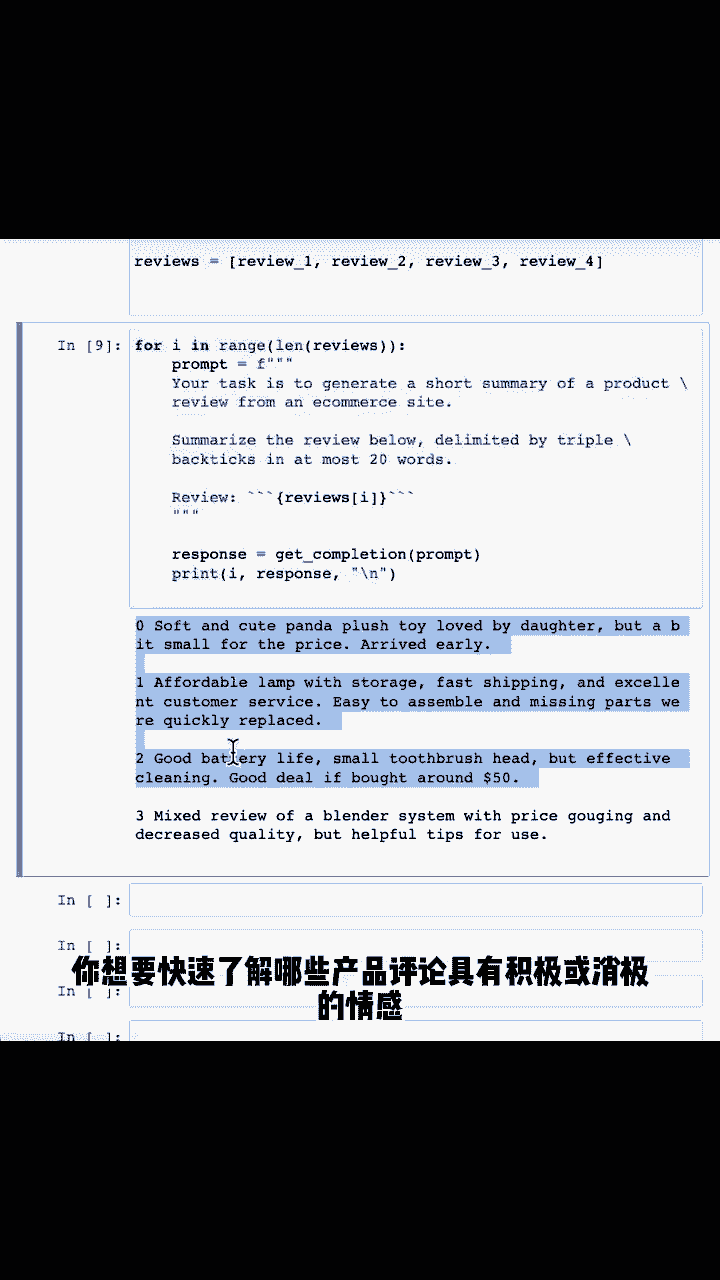 reviews = [review_1, review_2, review_3, review_4]
In [9]: for i in range(len(reviews)):
prompt = f"""
Your task is to generate a short summary of a product \
review from an ecommerce site.
Summarize the review below, delimited by triple \
backticks in at most 20 words.
Review: ```{reviews[i]}```
"""
response = get_completion(prompt)
print(i, response, "\n")
0 Soft and cute panda plush toy loved by daughter, but a b
it small for the price. Arrived early.
1 Affordable lamp with storage, fast shipping, and excelle
nt customer service. Easy to assemble and missing parts we
re quickly replaced.
2 Good battery life, small toothbrush head, but effective
cleaning. Good deal if bought around $50.
3 Mixed review of a blender system with price gouging and
decreased quality, but helpful tips for use.
In [ ]:
In [ ]:
你想要快速了解哪些产品评论具有积极或消极
In [ ]:
的情感
In [ ]: